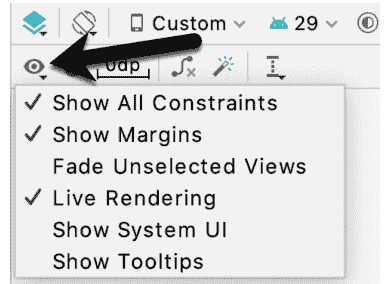 Custom 29
0dp
Show All Constraints
Show Margins
Fade Unselected Views
Live Rendering
Show System UI
Show Tooltips